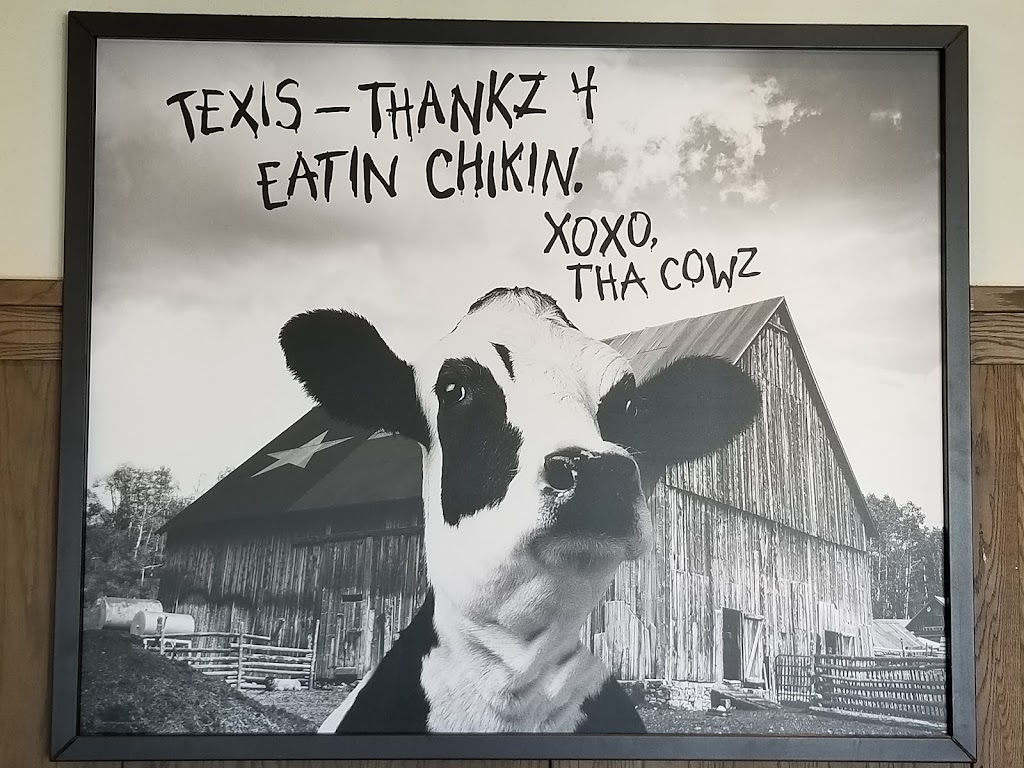 TEXIS – THANKZ 4
EATIN CHIKIN.
XOXO,
THA COWZ